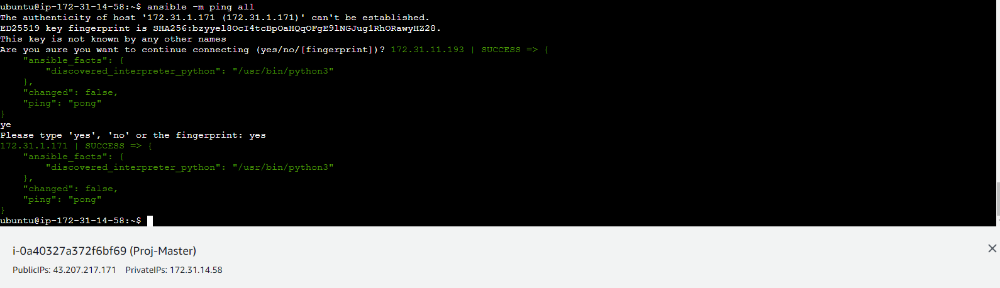 ubuntu@ip-172-31-14-58:~$ ansible -m ping all
The authenticity of host '172.31.1.171 (172.31.1.171)' can't be established.
ED25519 key fingerprint is SHA256:bzyyel8OcI4tcBpOaHQqOFgE9lNGJug1RhORawyHZ28.
This key is not known by any other names
Are you sure you want to continue connecting (yes/no/[fingerprint])? 172.31.11.193 | SUCCESS => {
    "ansible_facts": {
        "discovered_interpreter_python": "/usr/bin/python3"
    },
    "changed": false,
    "ping": "pong"
}
ye
Please type 'yes', 'no' or the fingerprint: yes
172.31.1.171 | SUCCESS => {
    "ansible_facts": {
        "discovered_interpreter_python": "/usr/bin/python3"
    },
    "changed": false,
    "ping": "pong"
}
ubuntu@ip-172-31-14-58:~$
i-0a40327a372f6bf69 (Proj-Master)
PublicIPs: 43.207.217.171 PrivateIPs: 172.31.14.58